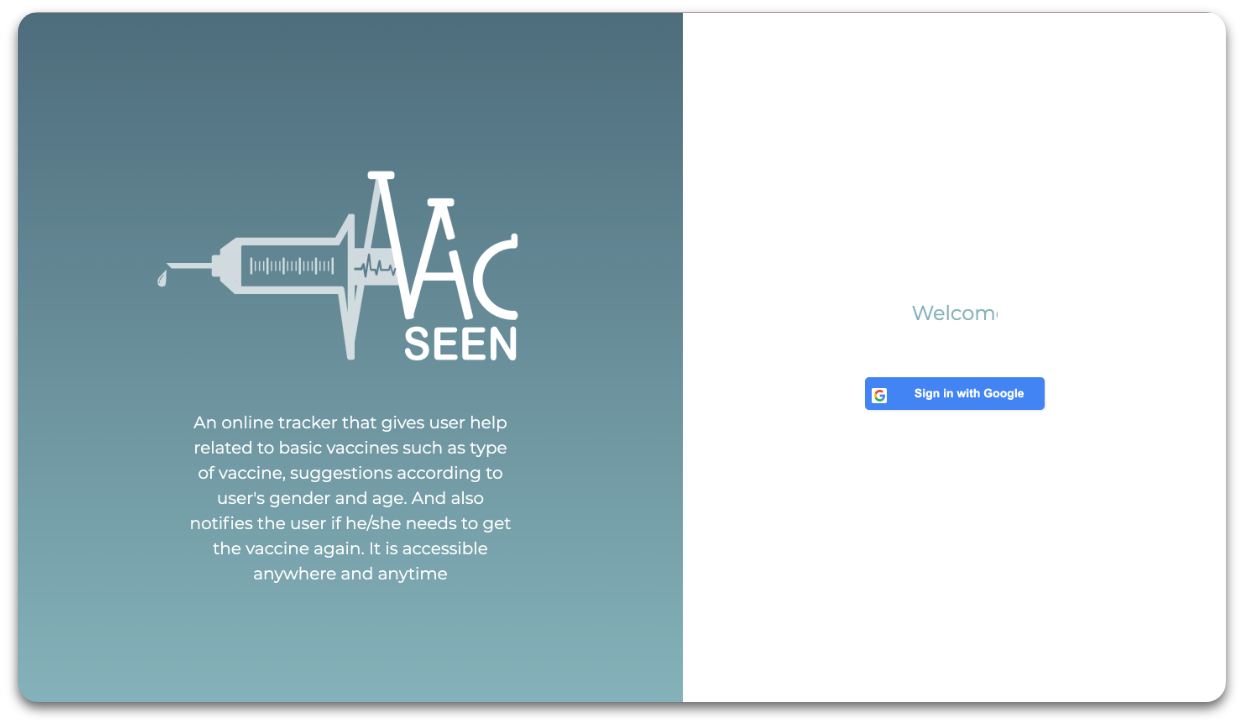 VAC
SEEN
An online tracker that gives user help
related to basic vaccines such as type
of vaccine, suggestions according to
user's gender and age. And also
notifies the user if he/she needs to get
the vaccine again. It is accessible
anywhere and anytime
Welcom
Sign in with Google